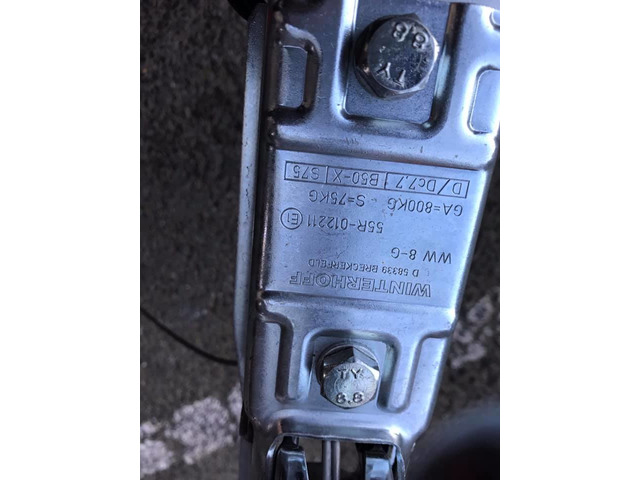 WINTERHOFF
D 58339 BRECKERFELD
WW 8-G
55R-012211 E1
GA=800KG S=75KG
D/Dc7,7 B50-X S75
TY
8.8
TY
8.8